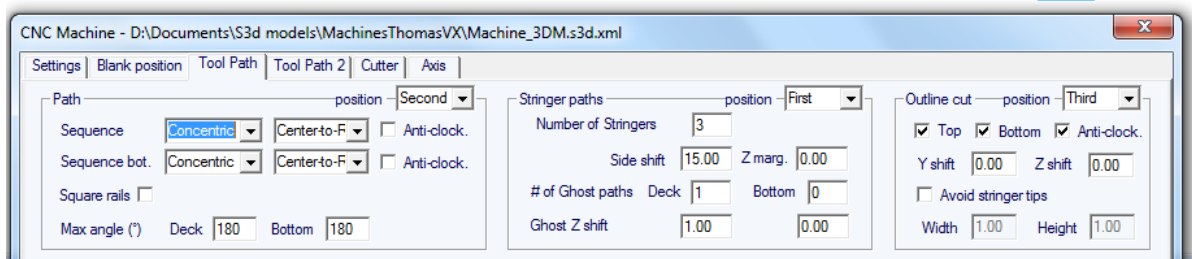 CNC Machine - D:\Documents\S3d models\MachinesThomasVX\Machine_3DM.s3d.xml
x
Settings Blank position Tool Path Tool Path 2 Cutter Axis
Path position Second
Sequence Concentric Center-to-R Anti-clock.
Sequence bot. Concentric Center-to-R Anti-clock.
Square rails
Max angle (°) Deck 180 Bottom 180
Stringer paths position First
Number of Stringers 3
Side shift 15.00 Z marg. 0.00
# of Ghost paths Deck 1 Bottom 0
Ghost Z shift 1.00 0.00
Outline cut position Third
Top Bottom Anti-clock.
Y shift 0.00 Z shift 0.00
Avoid stringer tips
Width 1.00 Height 1.00